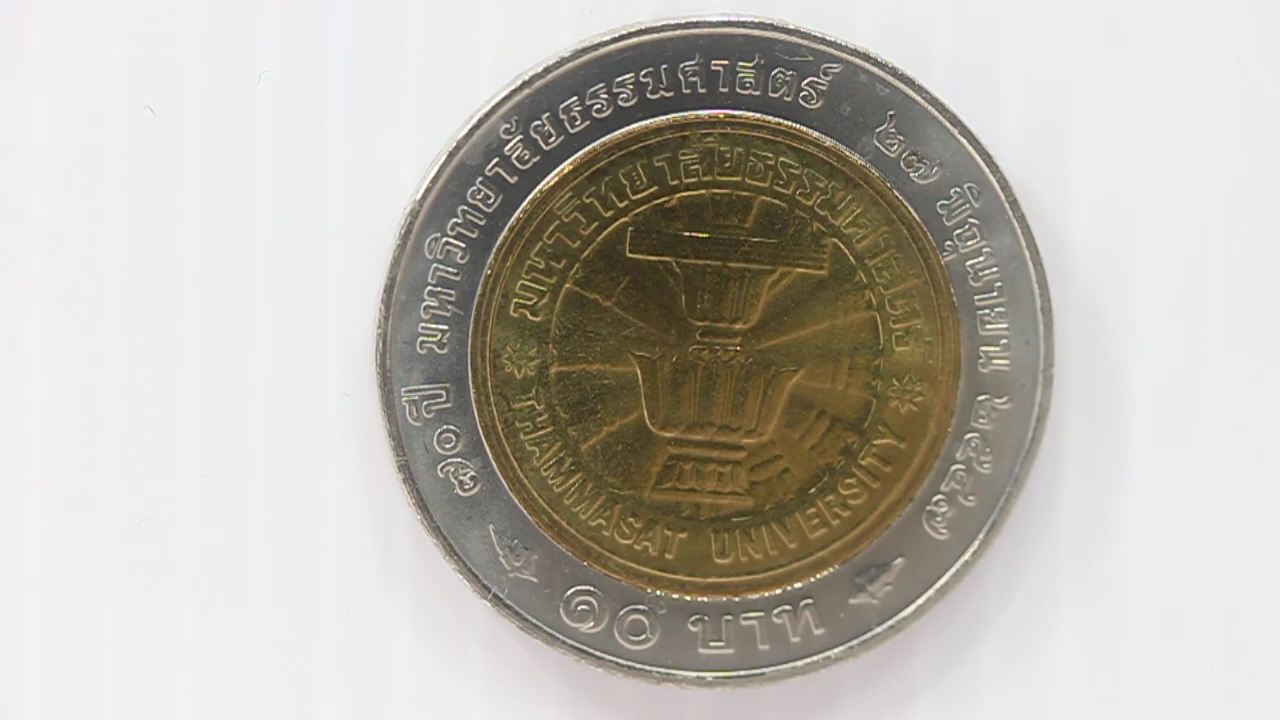 ๗๐ ปี มหาวิทยาลัยธรรมศาสตร์ ๒๗ มิถุนายน ๒๕๔๗
มหาวิทยาลัยธรรมศาสตร์
THAMMASAT UNIVERSITY
๑๐ บาท